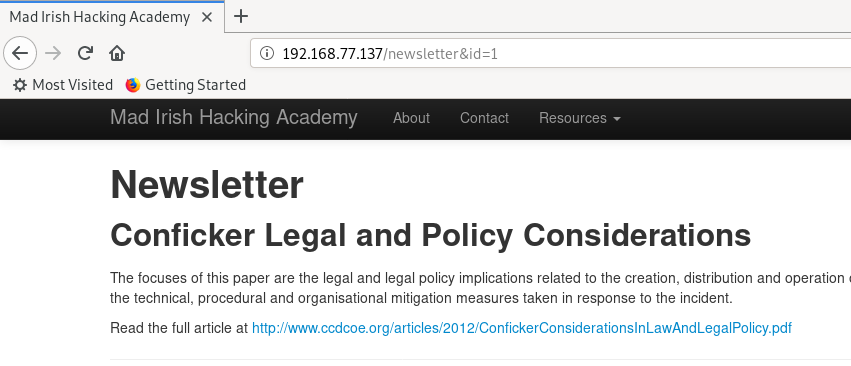 Mad Irish Hacking Academy
192.168.77.137/newsletter&id=1
Most Visited Getting Started
Mad Irish Hacking Academy About Contact Resources
Newsletter
Conficker Legal and Policy Considerations
The focuses of this paper are the legal and legal policy implications related to the creation, distribution and operation
the technical, procedural and organisational mitigation measures taken in response to the incident.
Read the full article at http://www.ccdcoe.org/articles/2012/ConfickerConsiderationsInLawAndLegalPolicy.pdf